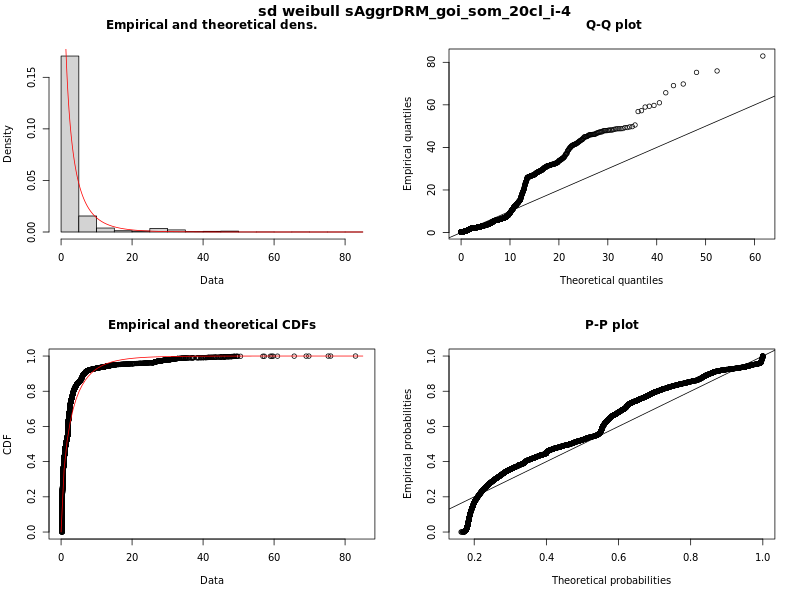 sd weibull sAggrDRM_goi_som_20cl_i-4
Empirical and theoretical dens.
Density
0.00 0.05 0.10 0.15
0 20 40 60 80
Data
Q-Q plot
Empirical quantiles
0 20 40 60 80
0 10 20 30 40 50 60
Theoretical quantiles
Empirical and theoretical CDFs
CDF
0.0 0.2 0.4 0.6 0.8 1.0
0 20 40 60 80
Data
P-P plot
Empirical probabilities
0.0 0.2 0.4 0.6 0.8 1.0
0.2 0.4 0.6 0.8 1.0
Theoretical probabilities